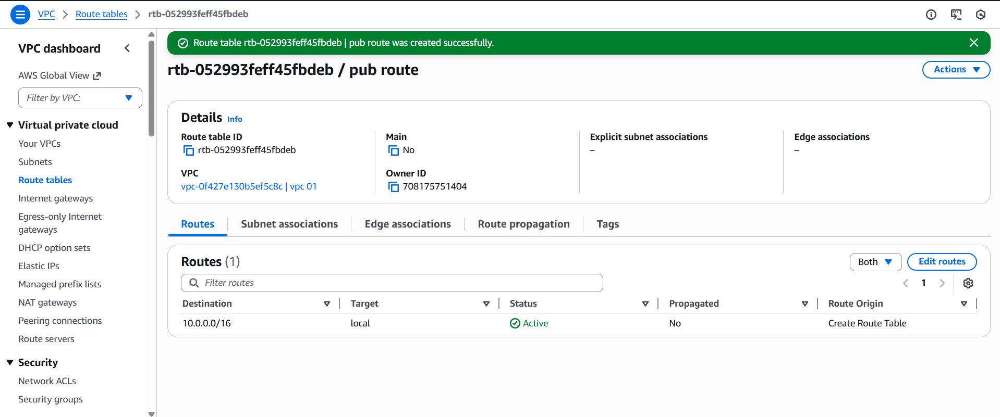 VPC > Route tables > rtb-052993feff45fbdeb
VPC dashboard
AWS Global View
Filter by VPC:
Virtual private cloud
Your VPCs
Subnets
Route tables
Internet gateways
Egress-only Internet
gateways
DHCP option sets
Elastic IPs
Managed prefix lists
NAT gateways
Peering connections
Route servers
Security
Network ACLs
Security groups
Route table rtb-052993feff45fbdeb | pub route was created successfully.
rtb-052993feff45fbdeb / pub route
Actions
Details Info
Route table ID
rtb-052993feff45fbdeb
Main
No
Explicit subnet associations
–
Edge associations
–
VPC
vpc-0f427e130b5ef5c8c | vpc 01
Owner ID
708175751404
Routes Subnet associations Edge associations Route propagation Tags
Routes (1)
Both Edit routes
Filter routes
1
Destination Target Status Propagated Route Origin
10.0.0.0/16 local Active No Create Route Table